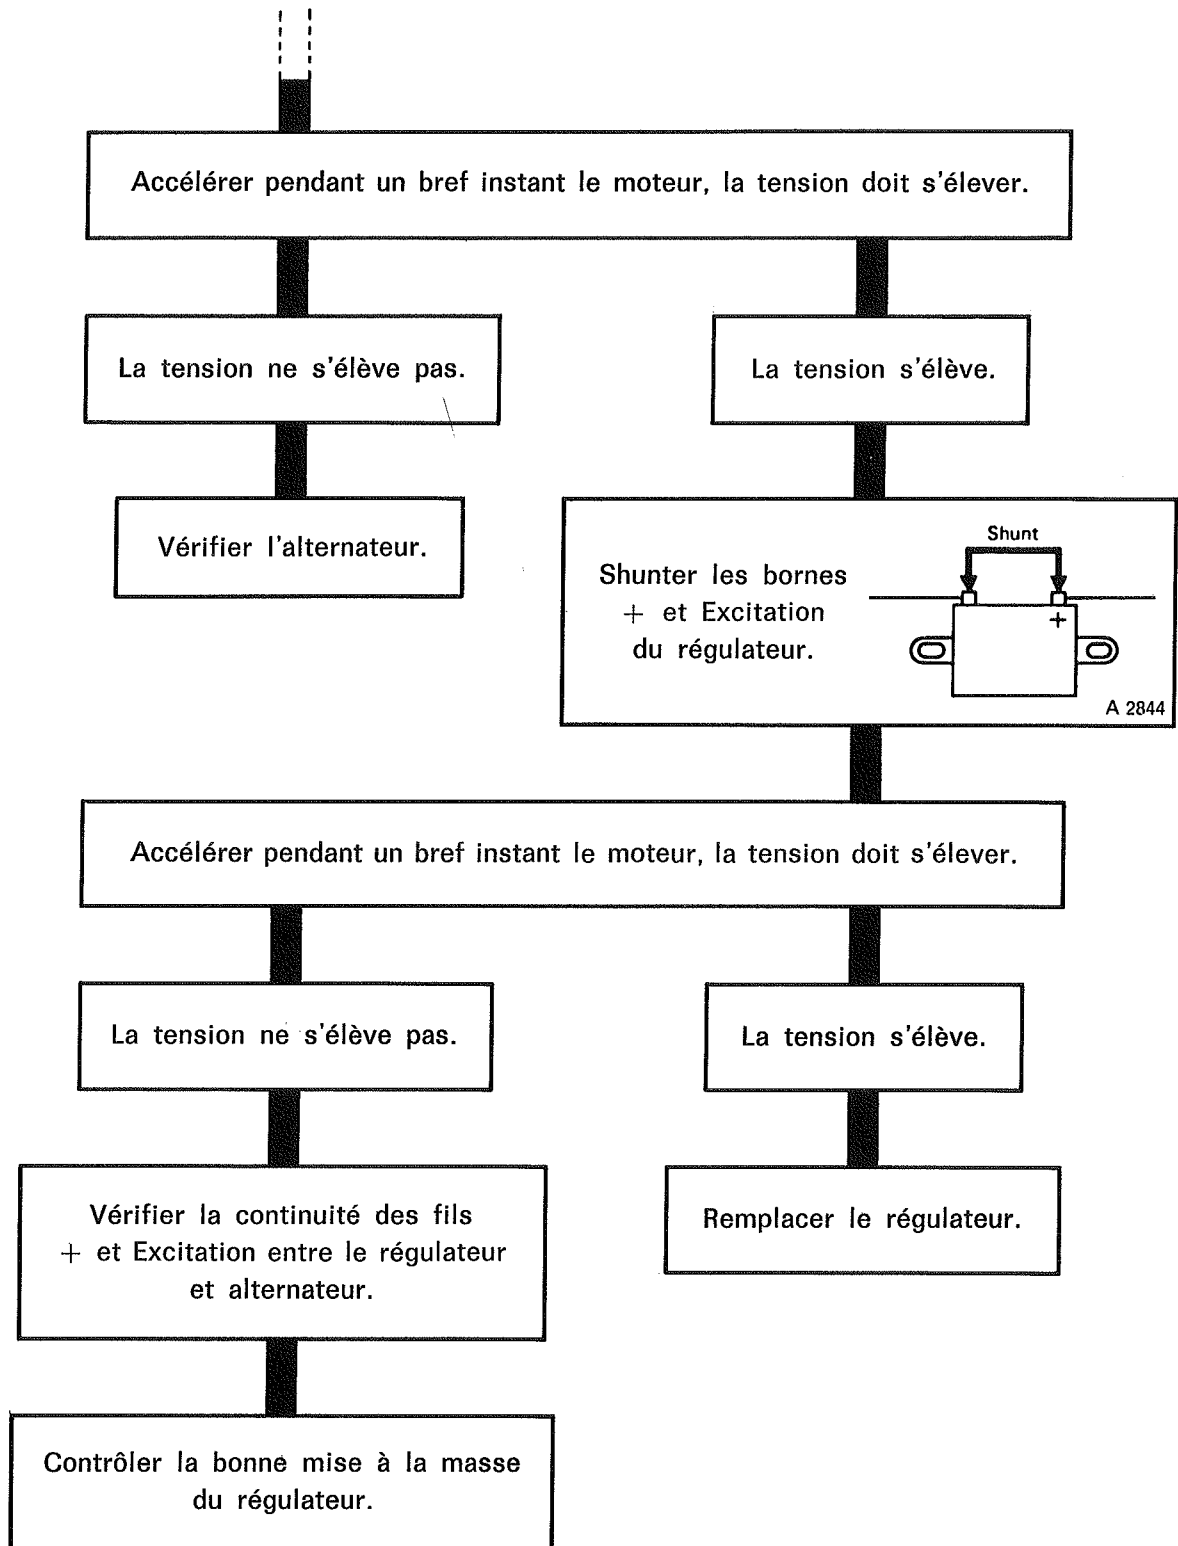 Accélérer pendant un bref instant le moteur, la tension doit s'élever.
La tension ne s'élève pas.
La tension s'élève.
Vérifier l'alternateur.
Shunter les bornes
+ et Excitation
du régulateur.
Shunt
+
A 2844
Accélérer pendant un bref instant le moteur, la tension doit s'élever.
La tension ne s'élève pas.
La tension s'élève.
Vérifier la continuité des fils
+ et Excitation entre le régulateur
et alternateur.
Remplacer le régulateur.
Contrôler la bonne mise à la masse
du régulateur.